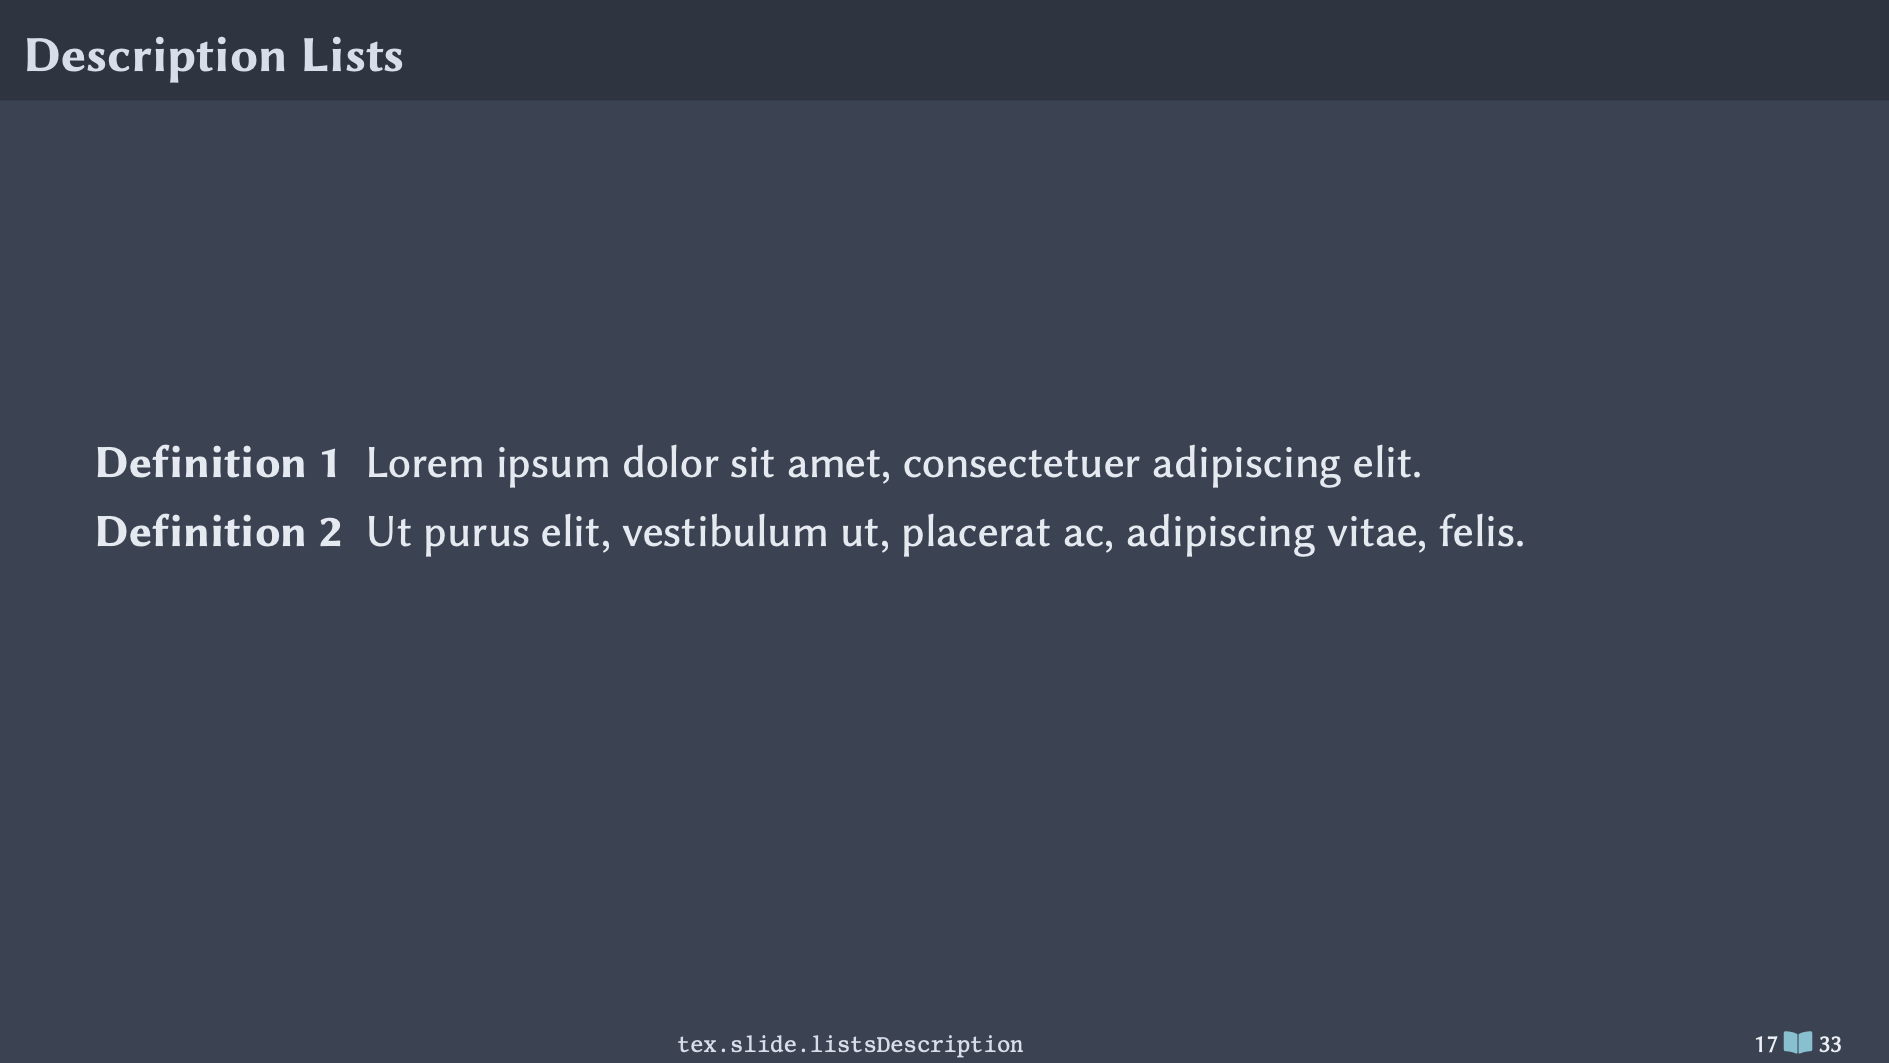 Description Lists
Definition 1 Lorem ipsum dolor sit amet, consectetuer adipiscing elit.
Definition 2 Ut purus elit, vestibulum ut, placerat ac, adipiscing vitae, felis.
tex.slide.listsDescription
17 33